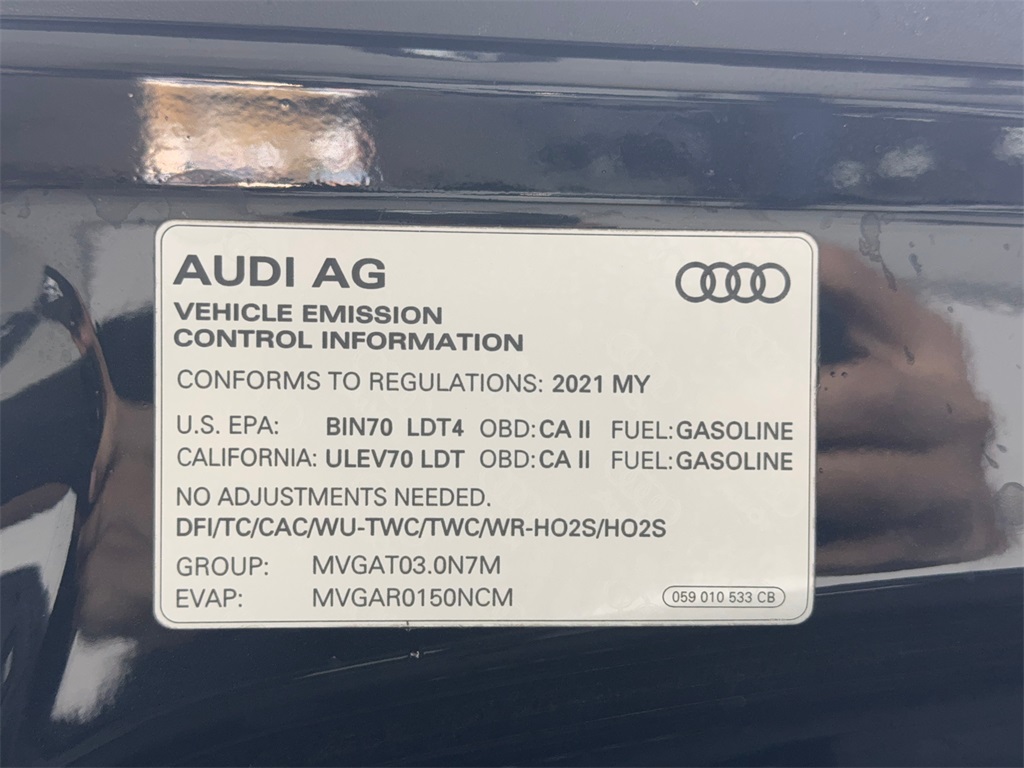 AUDI AG
VEHICLE EMISSION
CONTROL INFORMATION
CONFORMS TO REGULATIONS: 2021 MY
U.S. EPA: BIN70 LDT4 OBD: CA II FUEL: GASOLINE
CALIFORNIA: ULEV70 LDT OBD: CA II FUEL: GASOLINE
NO ADJUSTMENTS NEEDED.
DFI/TC/CAC/WU-TWC/TWC/WR-HO2S/HO2S
GROUP: MVGAT03.0N7M
EVAP: MVGAR0150NCM
059 010 533 CB